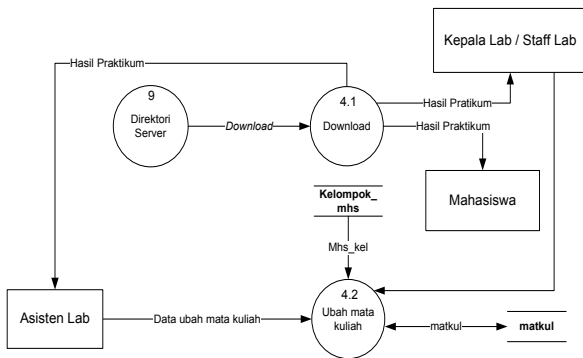 Kepala Lab / Staff Lab
Hasil Praktikum
9
Direktori
Server
Download
4.1
Download
Hasil Pratikum
Hasil Praktikum
Mahasiswa
Kelompok_
mhs
Mhs_kel
Asisten Lab
Data ubah mata kuliah
4.2
Ubah mata
kuliah
matkul
matkul